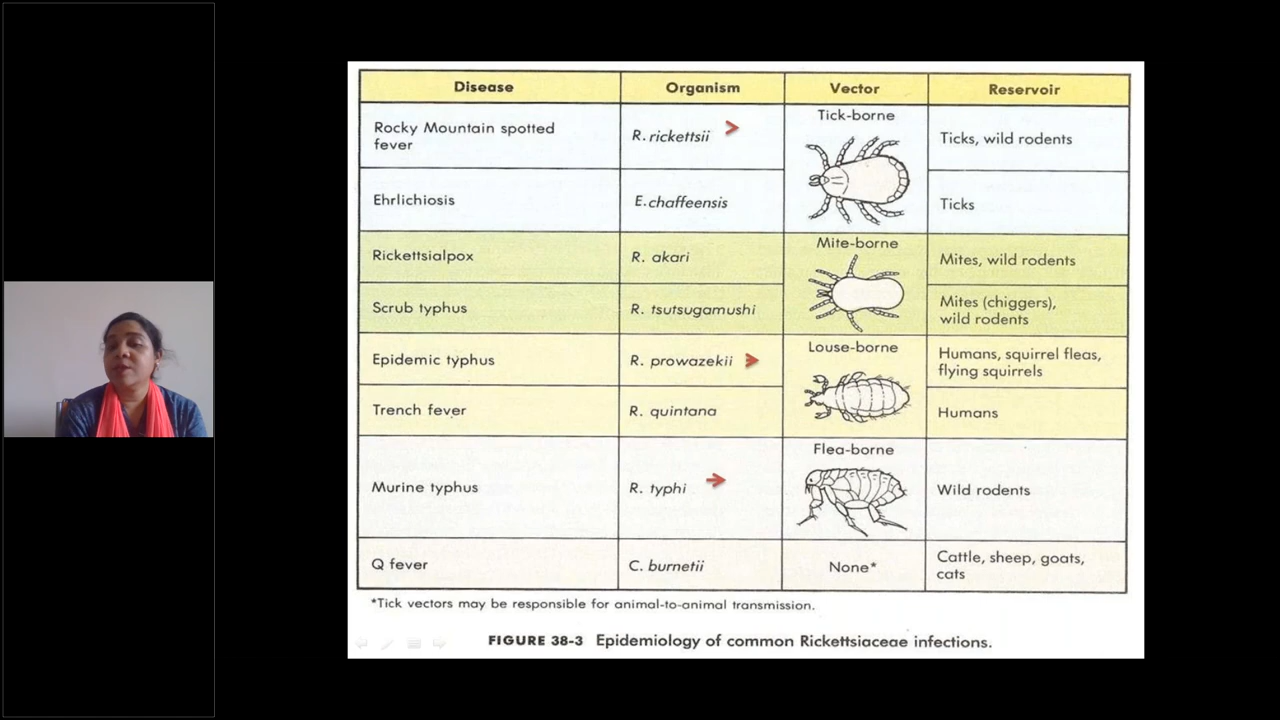 Disease Organism Vector Reservoir
Rocky Mountain spotted
fever
R. rickettsii
Tick-borne
Ticks, wild rodents
Ehrlichiosis
E. chaffeensis
Ticks
Rickettsialpox
R. akari
Mite-borne
Mites, wild rodents
Scrub typhus
R. tsutsugamushi
Mites (chiggers),
wild rodents
Epidemic typhus
R. prowazekii
Louse-borne
Humans, squirrel fleas,
flying squirrels
Trench fever
R. quintana
Humans
Murine typhus
R. typhi
Flea-borne
Wild rodents
Q fever
C. burnetii
None*
Cattle, sheep, goats,
cats
*Tick vectors may be responsible for animal-to-animal transmission.
FIGURE 38-3 Epidemiology of common Rickettsiaceae infections.